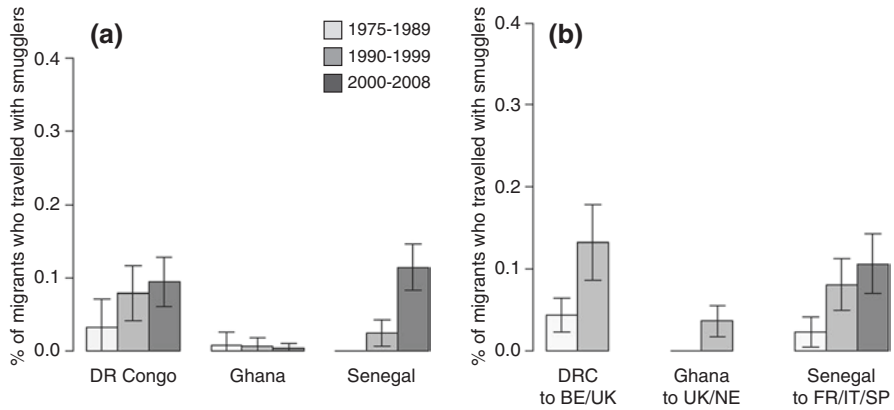 % of migrants who travelled with smugglers
(a)
1975-1989
1990-1999
2000-2008
0.4
0.3
0.2
0.1
0.0
DR Congo
Ghana
Senegal
% of migrants who travelled with smugglers
(b)
0.4
0.3
0.2
0.1
0.0
DRC
to BE/UK
Ghana
to UK/NE
Senegal
to FR/IT/SP